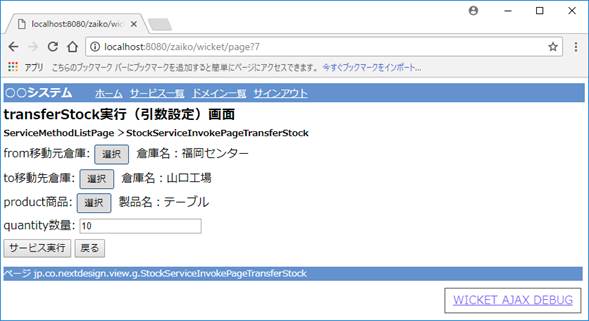 localhost:8080/zaiko/wic
localhost:8080/zaiko/wicket/page?7
アプリ こちらのブックマーク バーにブックマークを追加すると簡単にページにアクセスできます。 今すぐブックマークをインポート...
〇〇システム ホーム サービス一覧 ドメイン一覧 サインアウト
transferStock実行（引数設定）画面
ServiceMethodListPage >StockServiceInvokePageTransferStock
from移動元倉庫: 選択 倉庫名：福岡センター
to移動先倉庫: 選択 倉庫名：山口工場
product商品: 選択 製品名：テーブル
quantity数量: 10
サービス実行 戻る
ページ jp.co.nextdesign.view.g.StockServiceInvokePageTransferStock
WICKET AJAX DEBUG